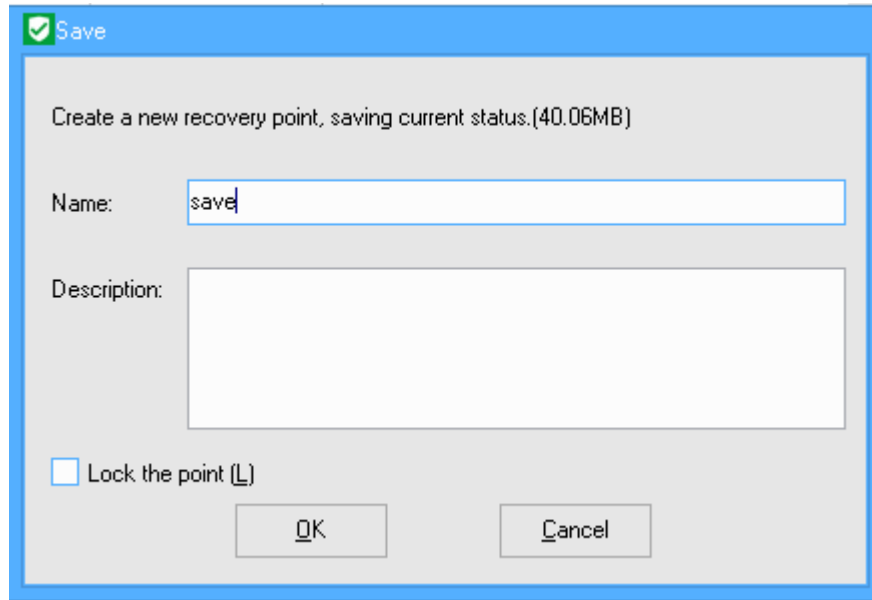 Save
Create a new recovery point, saving current status.(40.06MB)
Name: save
Description:
Lock the point (L)
OK Cancel